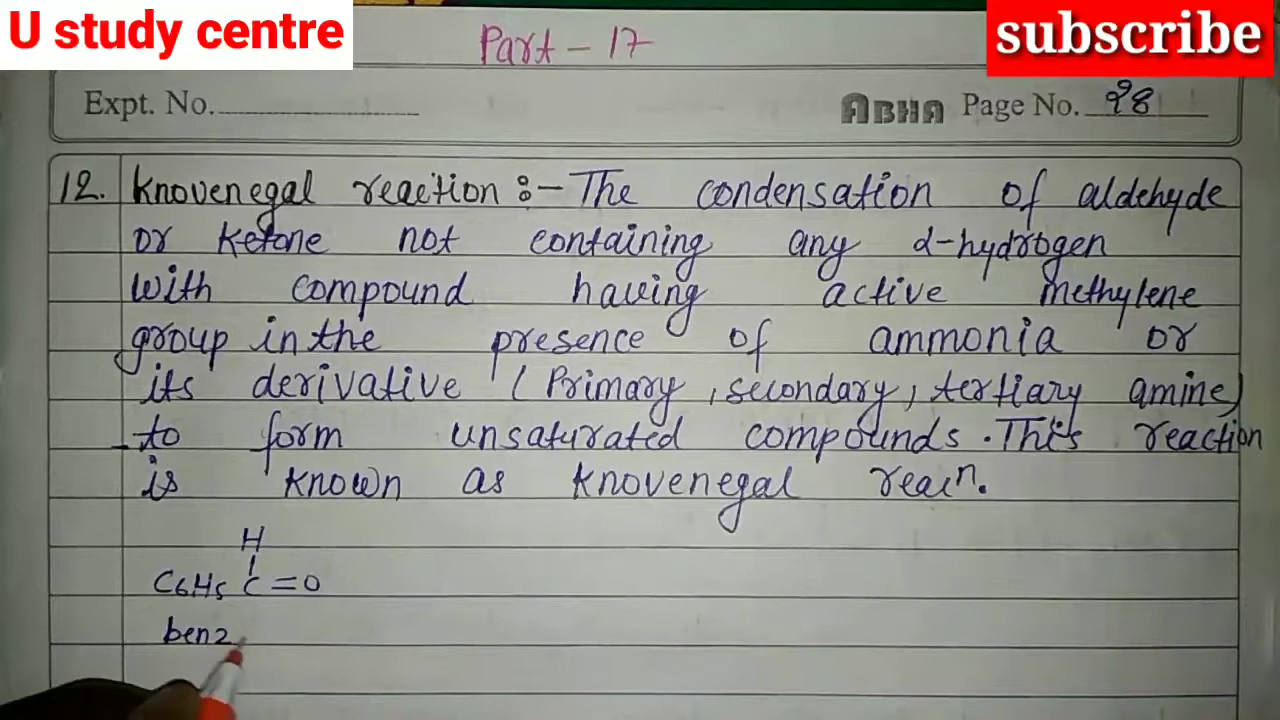 U study centre
Part - 17
subscribe
Expt. No.
ABHA Page No. 28
12. Knovenegal reaction :- The condensation of aldehyde
or ketone not containing any α-hydrogen
with compound having active methylene
group in the presence of ammonia or
its derivative (Primary, secondary, tertiary amine)
to form unsaturated compounds. This reaction
is known as knovenegal reacn.
H
C6H5 C=O
benz